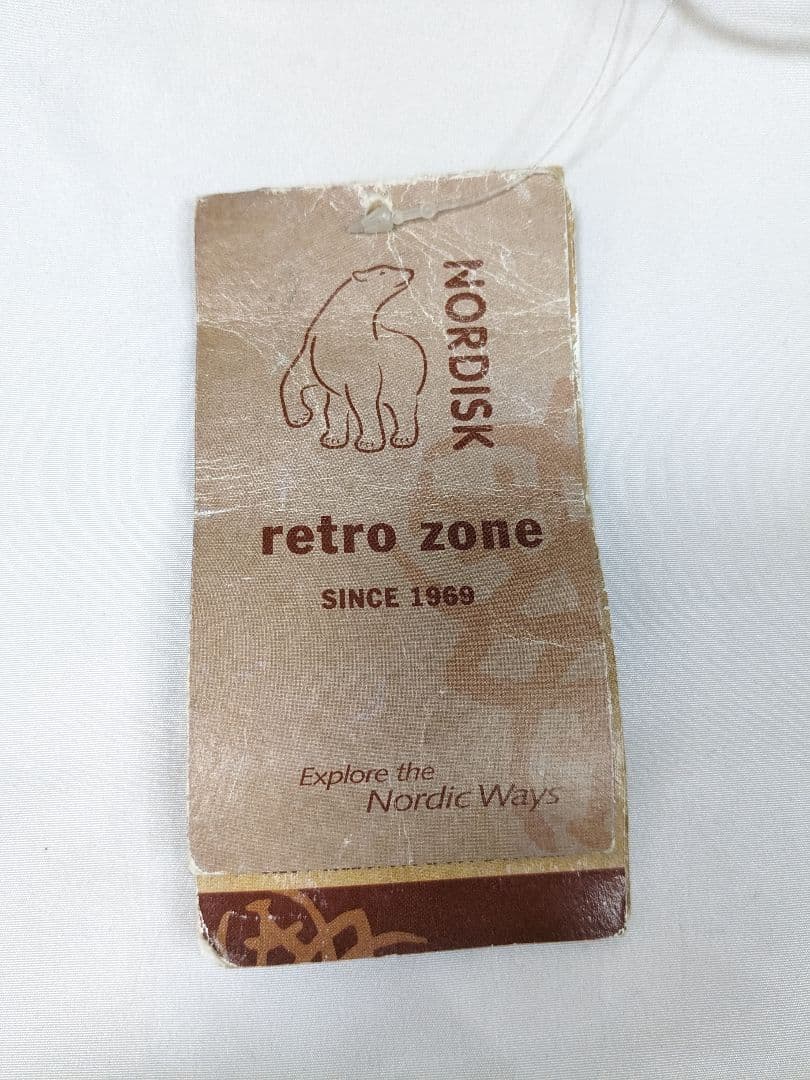 NORDISK
retro zone
SINCE 1969
Explore the
Nordic Ways